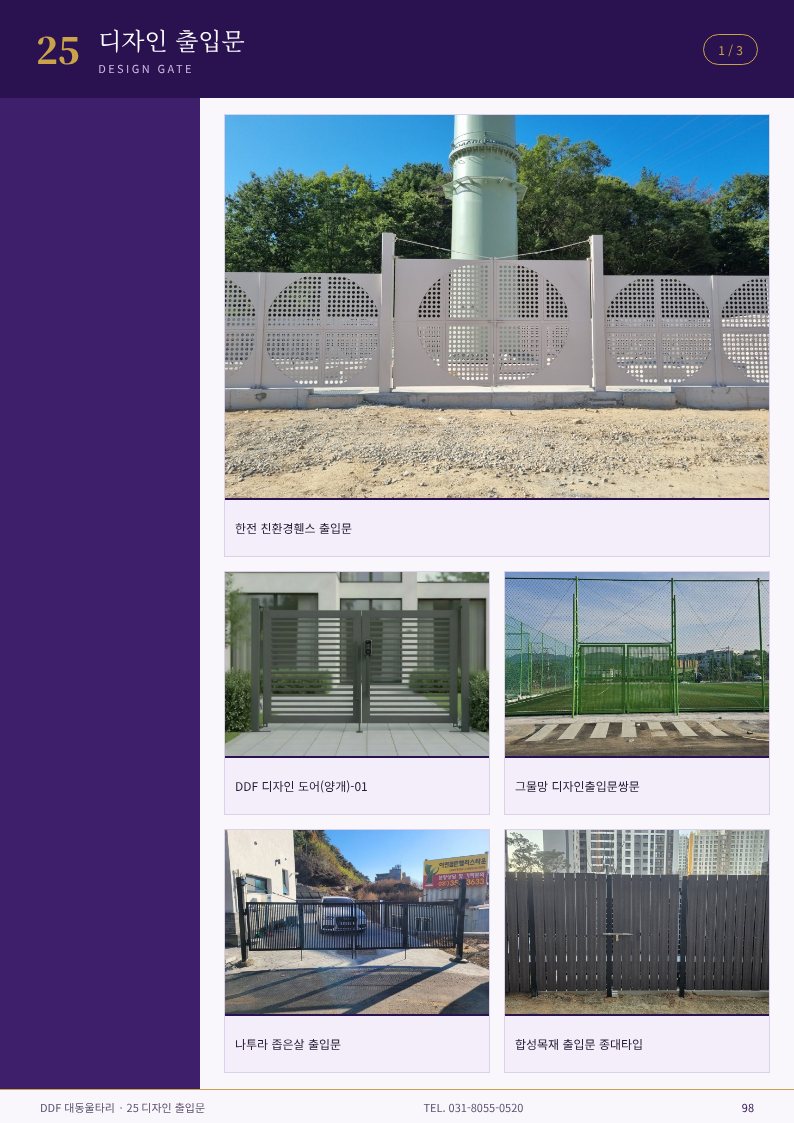 25
디자인 출입문
DESIGN GATE
1 / 3
한전 친환경휀스 출입문
DDF 디자인 도어(양개)-01
그물망 디자인출입문쌍문
나투라 좁은살 출입문
합성목재 출입문 종대타입
DDF 대동울타리 · 25 디자인 출입문
TEL. 031-8055-0520
98